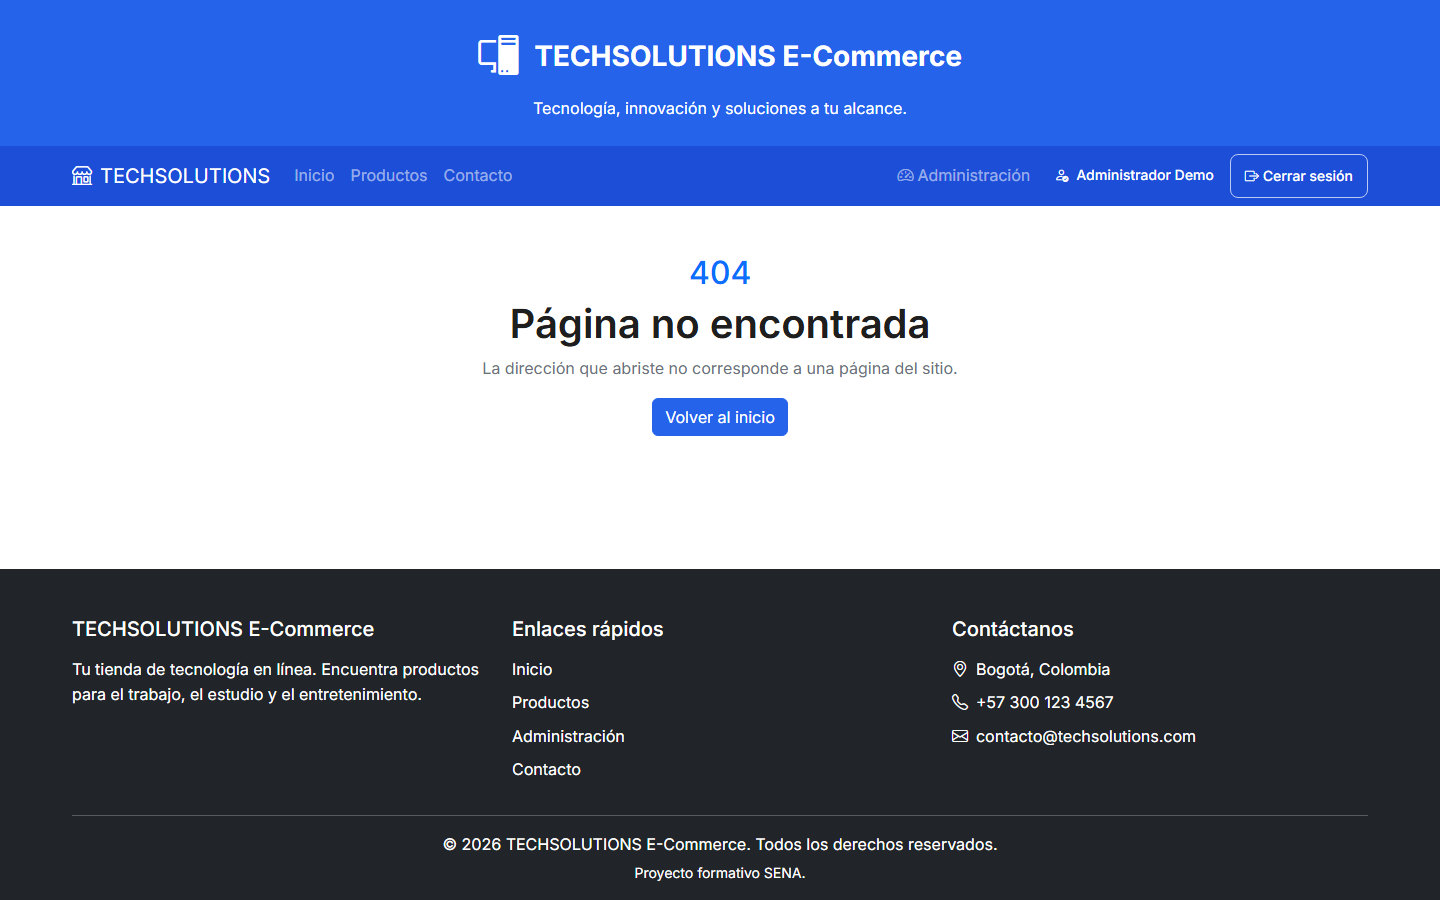 TECHSOLUTIONS E-Commerce
Tecnología, innovación y soluciones a tu alcance.
TECHSOLUTIONS Inicio Productos Contacto Administración Administrador Demo Cerrar sesión
404
Página no encontrada
La dirección que abriste no corresponde a una página del sitio.
Volver al inicio
TECHSOLUTIONS E-Commerce
Tu tienda de tecnología en línea. Encuentra productos
para el trabajo, el estudio y el entretenimiento.
Enlaces rápidos
Inicio
Productos
Administración
Contacto
Contáctanos
Bogotá, Colombia
+57 300 123 4567
contacto@techsolutions.com
© 2026 TECHSOLUTIONS E-Commerce. Todos los derechos reservados.
Proyecto formativo SENA.